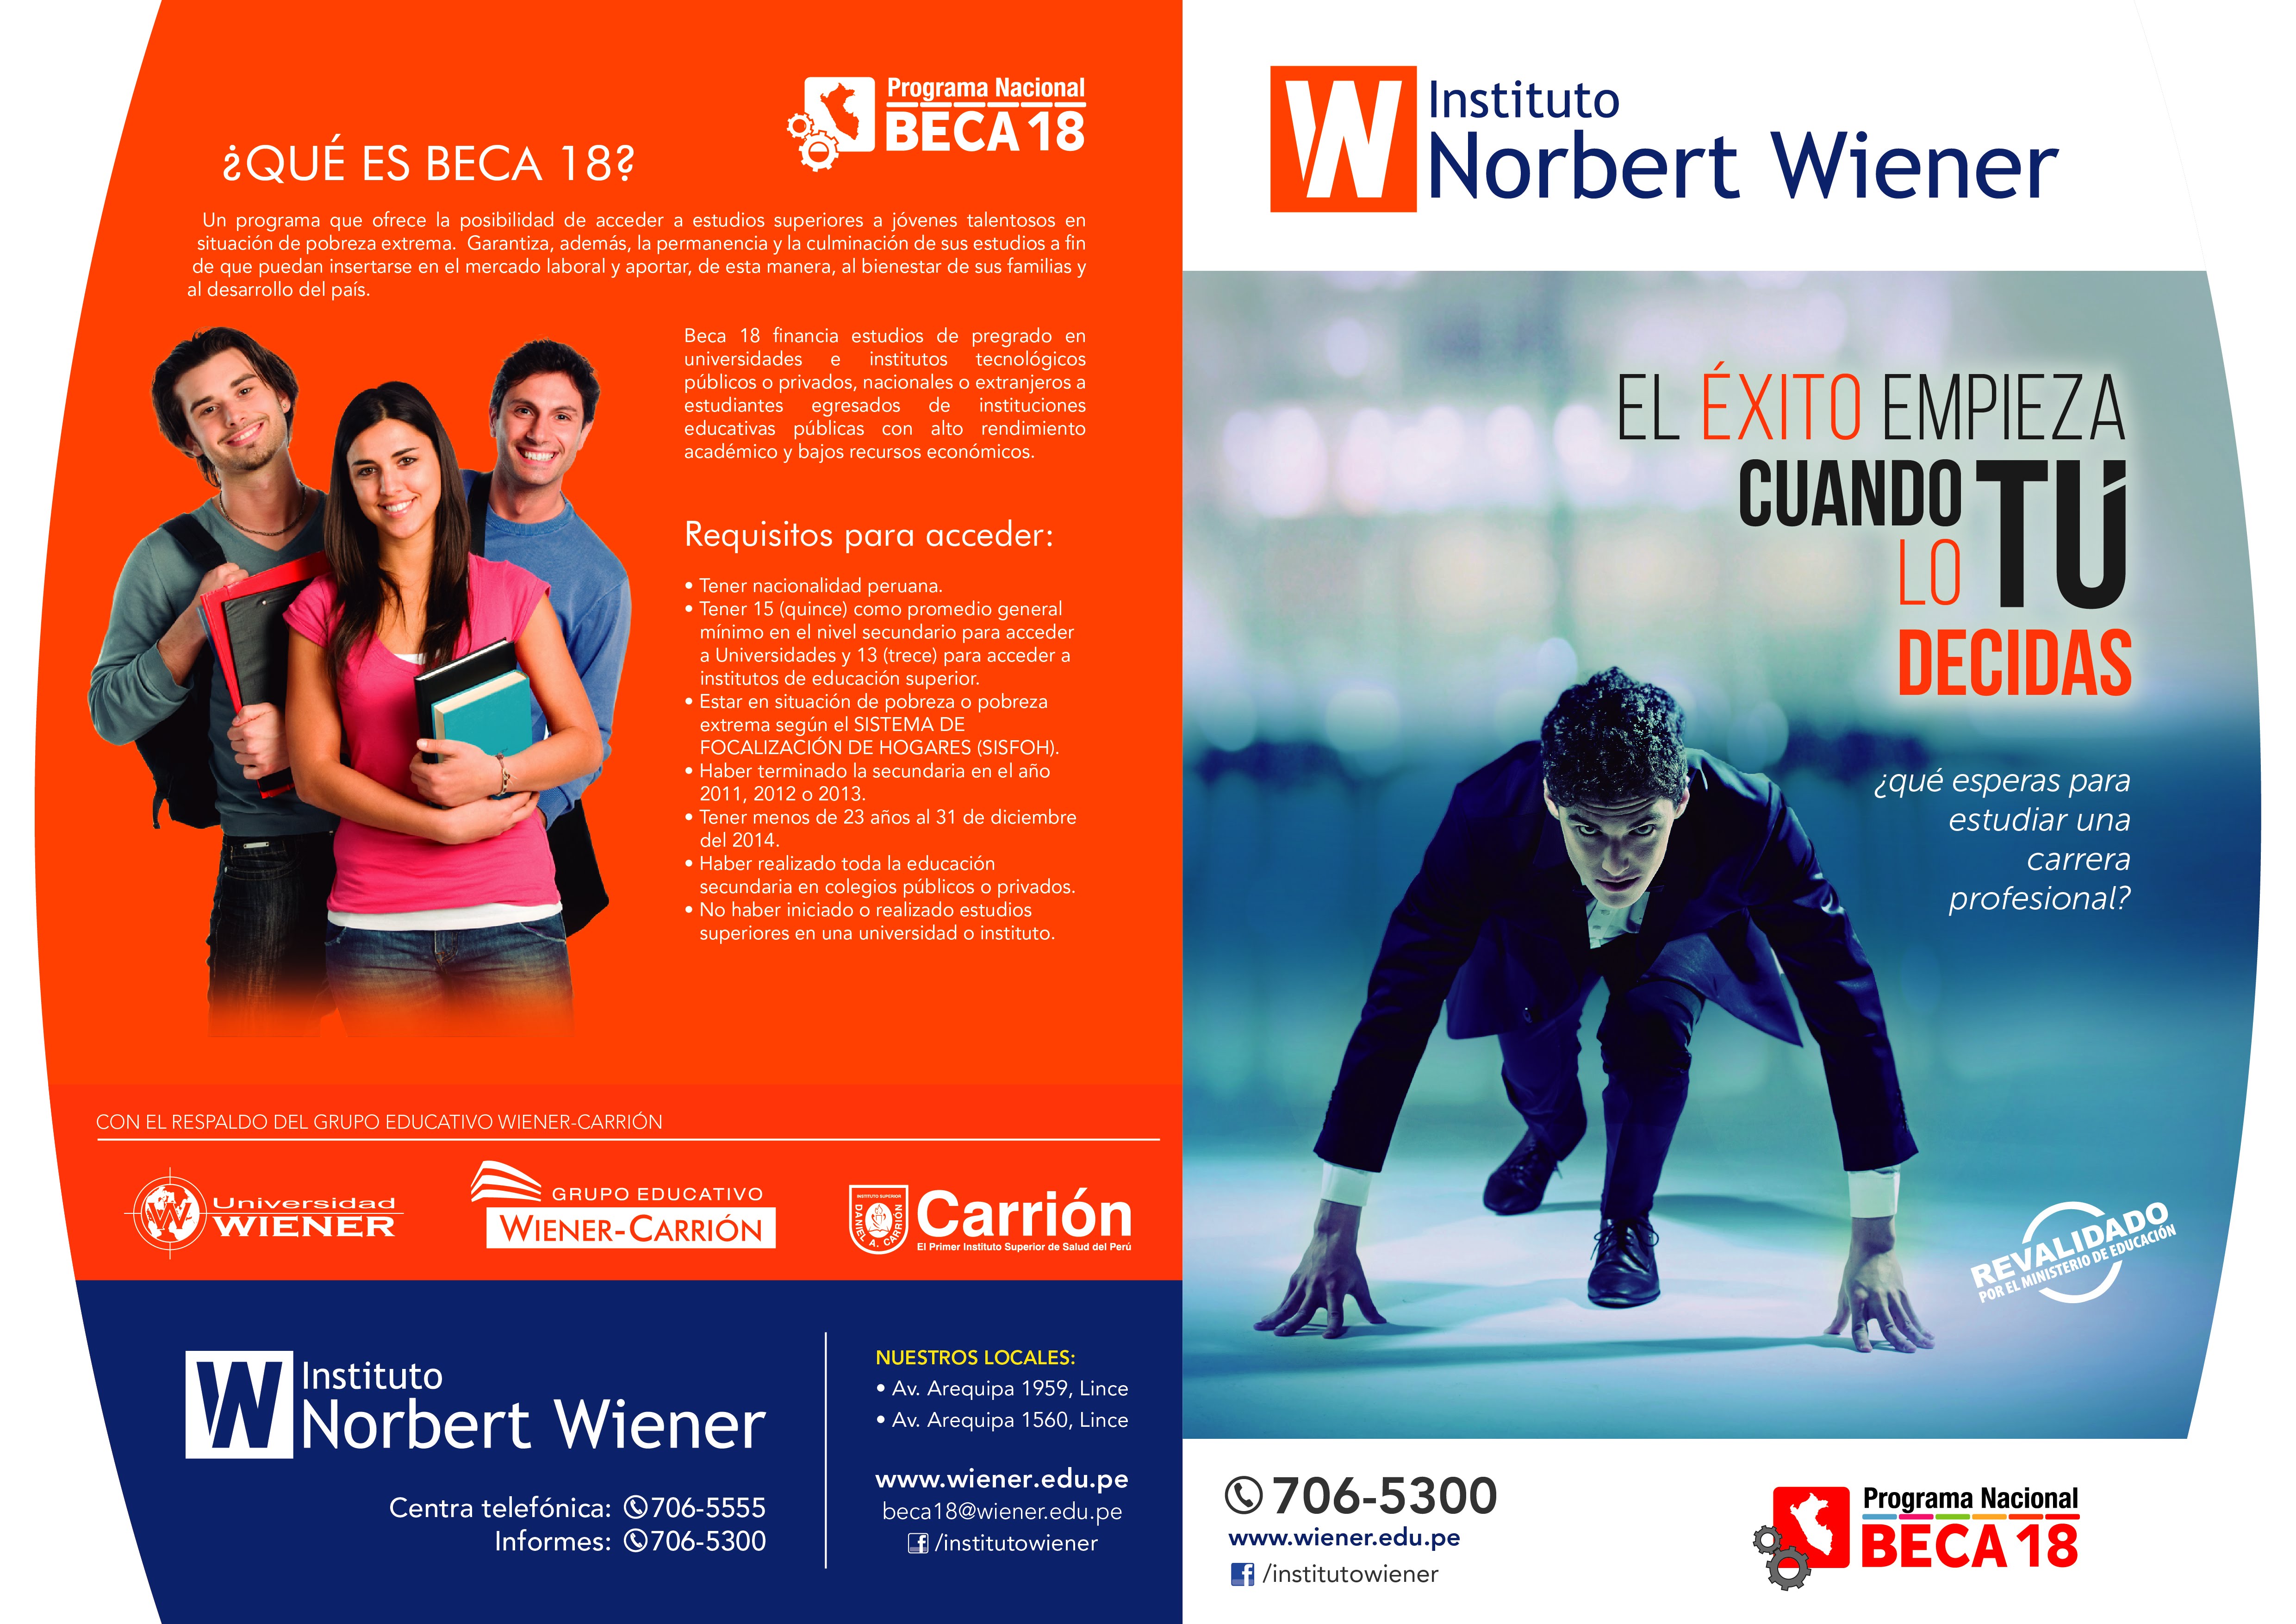 Programa Nacional
BECA 18
¿QUÉ ES BECA 18?
Un programa que ofrece la posibilidad de acceder a estudios superiores a jóvenes talentosos en
situación de pobreza extrema. Garantiza, además, la permanencia y la culminación de sus estudios a fin
de que puedan insertarse en el mercado laboral y aportar, de esta manera, al bienestar de sus familias y
al desarrollo del país.
Beca 18 financia estudios de pregrado en
universidades e institutos tecnológicos
públicos o privados, nacionales o extranjeros a
estudiantes egresados de instituciones
educativas públicas con alto rendimiento
académico y bajos recursos económicos.
Requisitos para acceder:
• Tener nacionalidad peruana.
• Tener 15 (quince) como promedio general
mínimo en el nivel secundario para acceder
a Universidades y 13 (trece) para acceder a
institutos de educación superior.
• Estar en situación de pobreza o pobreza
extrema según el SISTEMA DE
FOCALIZACIÓN DE HOGARES (SISFOH).
• Haber terminado la secundaria en el año
2011, 2012 o 2013.
• Tener menos de 23 años al 31 de diciembre
del 2014.
• Haber realizado toda la educación
secundaria en colegios públicos o privados.
• No haber iniciado o realizado estudios
superiores en una universidad o instituto.
CON EL RESPALDO DEL GRUPO EDUCATIVO WIENER-CARRIÓN
W
Universidad
WIENER
GRUPO EDUCATIVO
WIENER-CARRIÓN
INSTITUTO SUPERIOR
DANIEL A. CARRIÓN
Carrión
El Primer Instituto Superior de Salud del Perú
W
Instituto
Norbert Wiener
Centra telefónica: 706-5555
Informes: 706-5300
NUESTROS LOCALES:
• Av. Arequipa 1959, Lince
• Av. Arequipa 1560, Lince
www.wiener.edu.pe
beca18@wiener.edu.pe
f /institutowiener
W
Instituto
Norbert Wiener
EL ÉXITO EMPIEZA
CUANDO TÚ
LO
DECIDAS
¿qué esperas para
estudiar una
carrera
profesional?
REVALIDADO
POR EL MINISTERIO DE EDUCACIÓN
706-5300
www.wiener.edu.pe
f /institutowiener
Programa Nacional
BECA 18